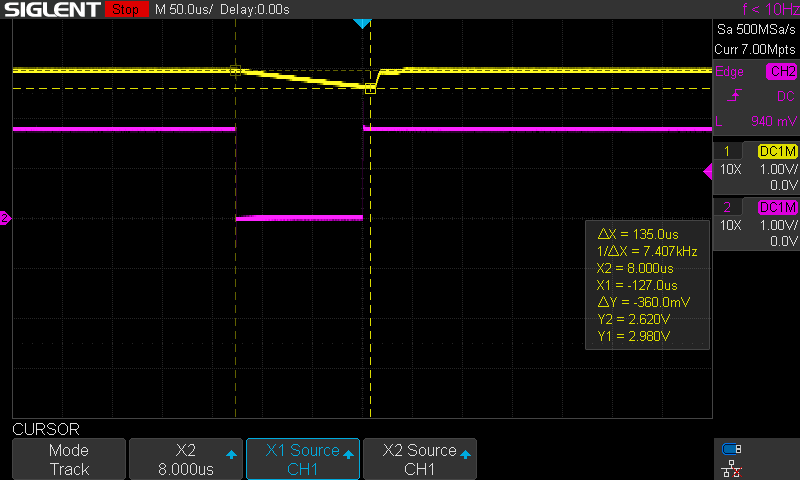 SIGLENT Stop M 50.0us/ Delay:0.00s f < 10Hz
Sa 500MSa/s
Curr 7.00Mpts
Edge CH2
DC
L 940 mV
1 DC1M
10X 1.00V/
0.0V
2 DC1M
10X 1.00V/
0.0V
2
△X = 135.0us
1/△X = 7.407kHz
X2 = 8.000us
X1 = -127.0us
△Y = -360.0mV
Y2 = 2.620V
Y1 = 2.980V
CURSOR
Mode
Track
X2
8.000us
X1 Source
CH1
X2 Source
CH1